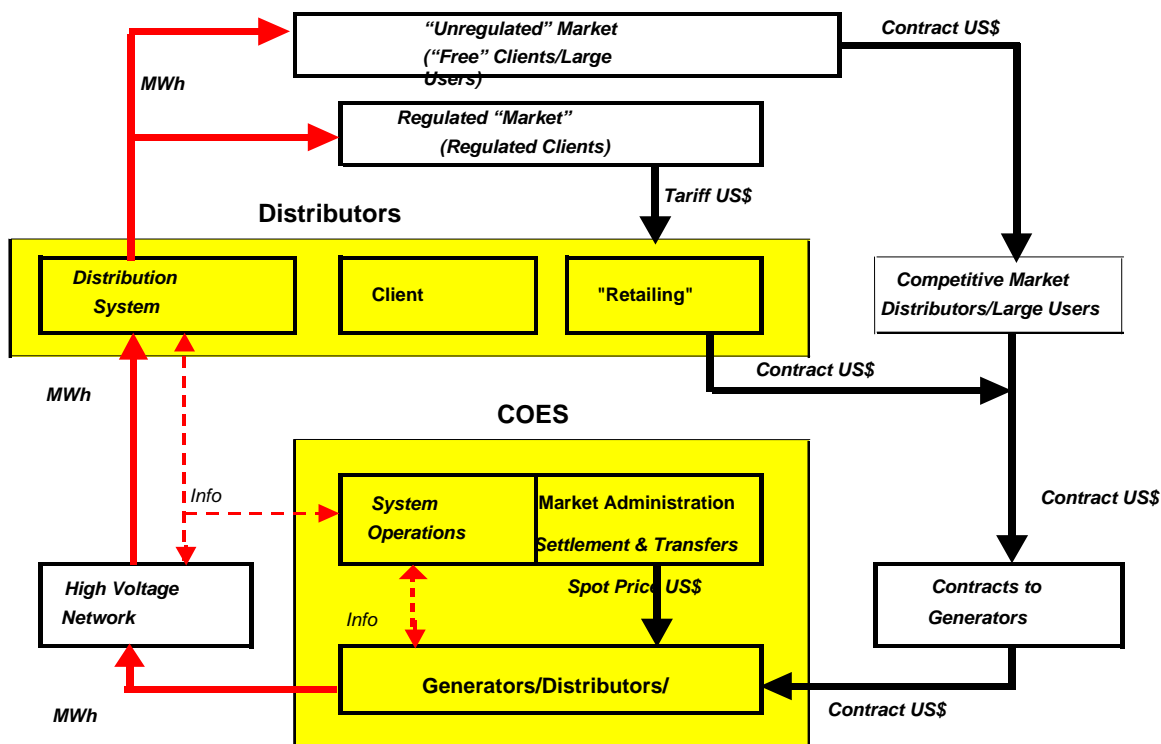 “Unregulated” Market
(“Free” Clients/Large
Users)
Contract US$
MWh
Regulated “Market”
(Regulated Clients)
Tariff US$
Distributors
Distribution
System
Client
"Retailing"
Competitive Market
Distributors/Large Users
MWh
Contract US$
COES
Info
System
Operations
Market Administration
Settlement & Transfers
Contract US$
High Voltage
Network
Spot Price US$
Info
Contracts to
Generators
Generators/Distributors/
MWh
Contract US$